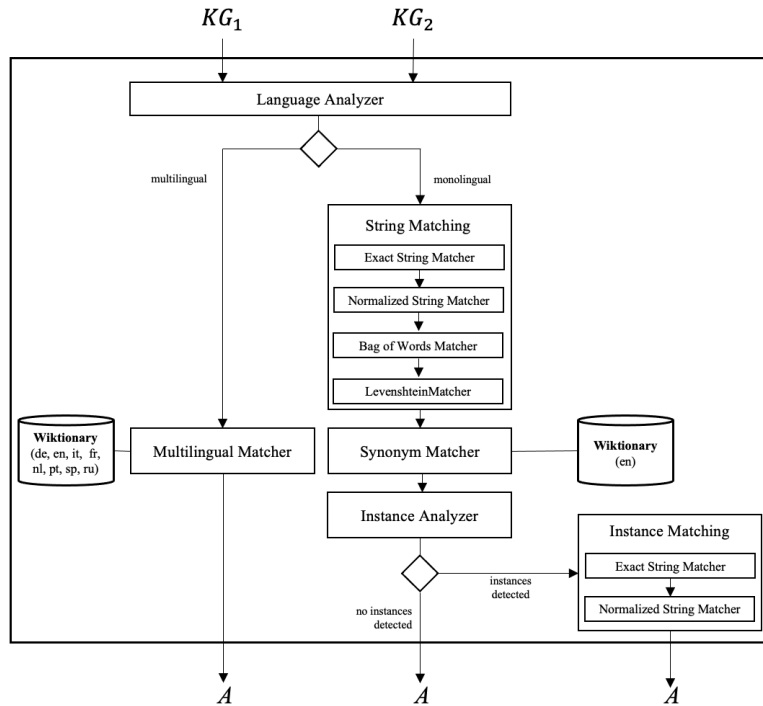 KG₁
KG₂
Language Analyzer
multilingual
monolingual
String Matching
Exact String Matcher
Normalized String Matcher
Bag of Words Matcher
LevenshteinMatcher
Wiktionary
(de, en, it, fr,
nl, pt, sp, ru)
Multilingual Matcher
Synonym Matcher
Wiktionary
(en)
Instance Analyzer
Instance Matching
Exact String Matcher
Normalized String Matcher
instances
detected
no instances
detected
A
A
A